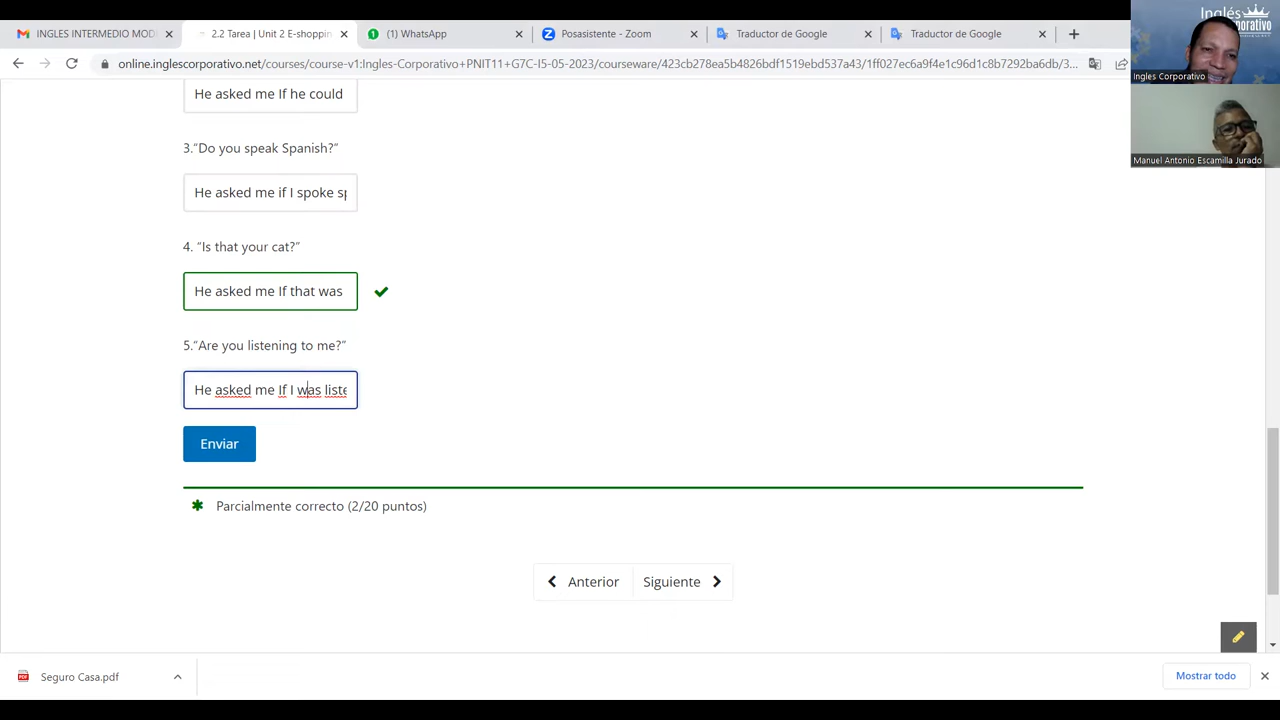 INGLES INTERMEDIO MODI
2.2 Tarea | Unit 2 E-shoppin
(1) WhatsApp
Posasistente - Zoom
Traductor de Google
Traductor de Google
online.inglescorporativo.net/courses/course-v1:Ingles-Corporativo+PNIT11+G7C-I5-05-2023/courseware/423cb278ea5b4826bdf1519ebd537a43/1ff027ec6a9f4e1c96d1c8b7292ba6db/3...
Inglés
Corporativo
Ingles Corporativo
Manuel Antonio Escamilla Jurado
He asked me If he could
3.“Do you speak Spanish?”
He asked me if I spoke sp
4. “Is that your cat?”
He asked me If that was
5.“Are you listening to me?”
He asked me If I was liste
Enviar
Parcialmente correcto (2/20 puntos)
Anterior
Siguiente
Seguro Casa.pdf
Mostrar todo